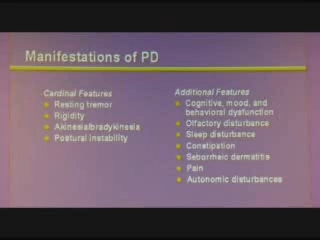 Manifestations of PD
Cardinal Features
Resting tremor
Rigidity
Akinesia/bradykinesia
Postural instability
Additional Features
Cognitive, mood, and
behavioral dysfunction
Olfactory disturbance
Sleep disturbance
Constipation
Seborrheic dermatitis
Pain
Autonomic disturbances